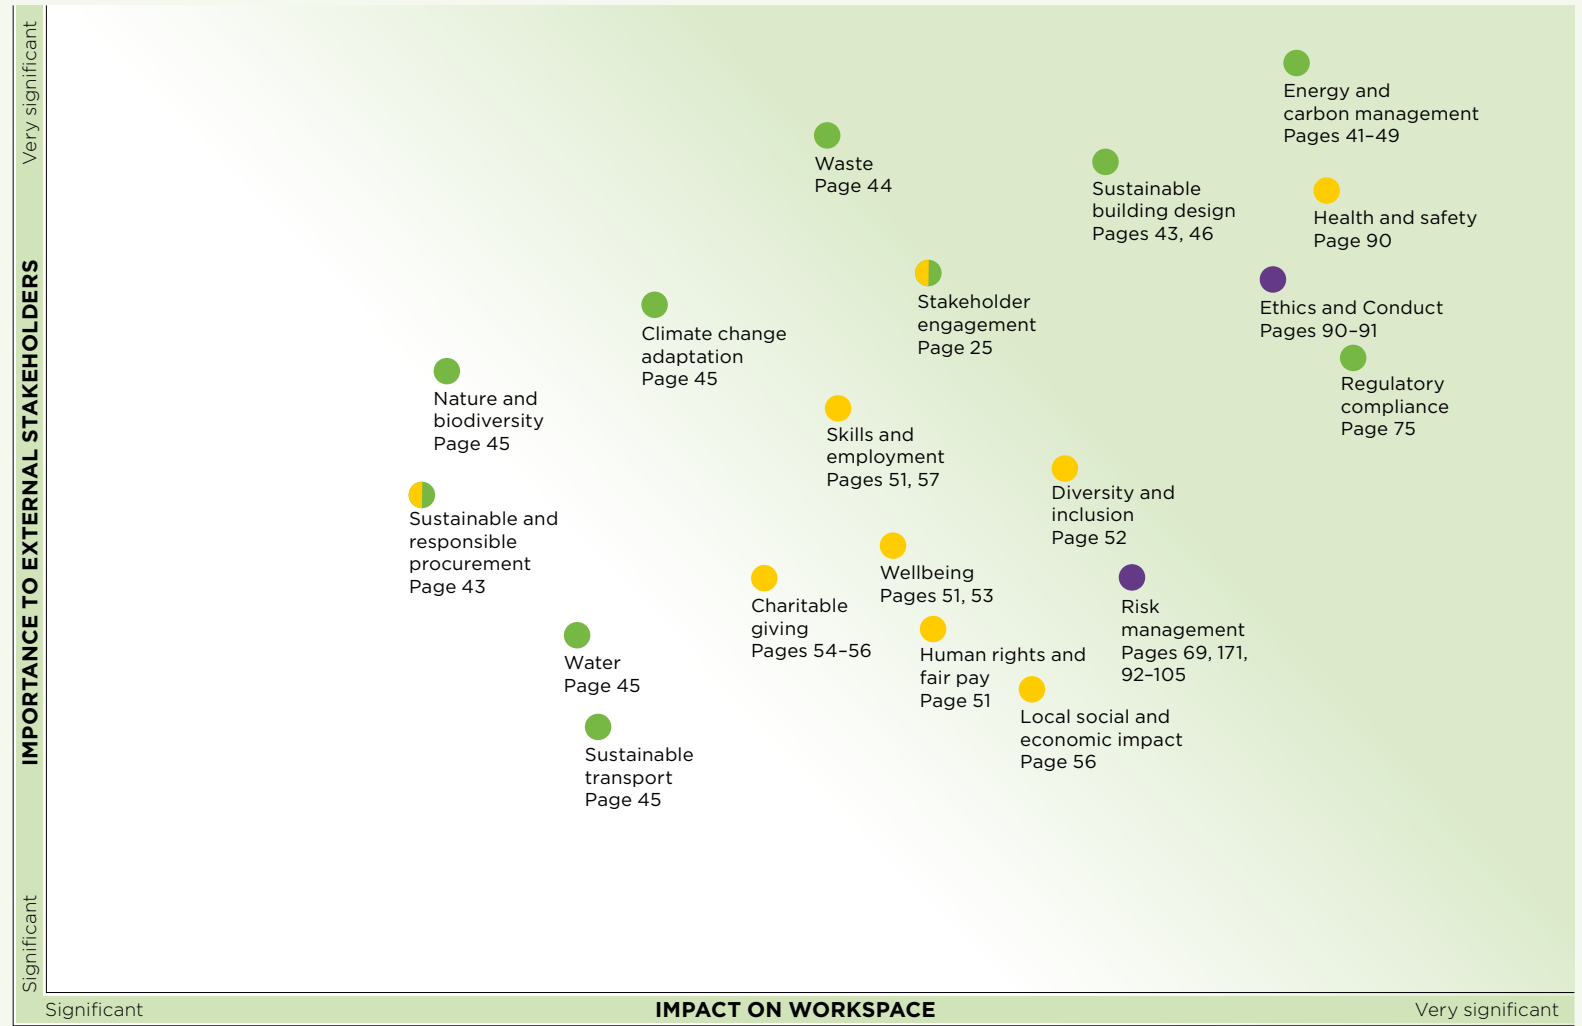 Very significant
IMPORTANCE TO EXTERNAL STAKEHOLDERS
Significant
Energy and
carbon management
Pages 41–49
Waste
Page 44
Sustainable
building design
Pages 43, 46
Health and safety
Page 90
Stakeholder
engagement
Page 25
Ethics and Conduct
Pages 90–91
Climate change
adaptation
Page 45
Regulatory
compliance
Page 75
Nature and
biodiversity
Page 45
Skills and
employment
Pages 51, 57
Diversity and
inclusion
Page 52
Sustainable and
responsible
procurement
Page 43
Wellbeing
Pages 51, 53
Charitable
giving
Pages 54–56
Risk
management
Pages 69, 171,
92–105
Human rights and
fair pay
Page 51
Water
Page 45
Local social and
economic impact
Page 56
Sustainable
transport
Page 45
Significant
IMPACT ON WORKSPACE
Very significant